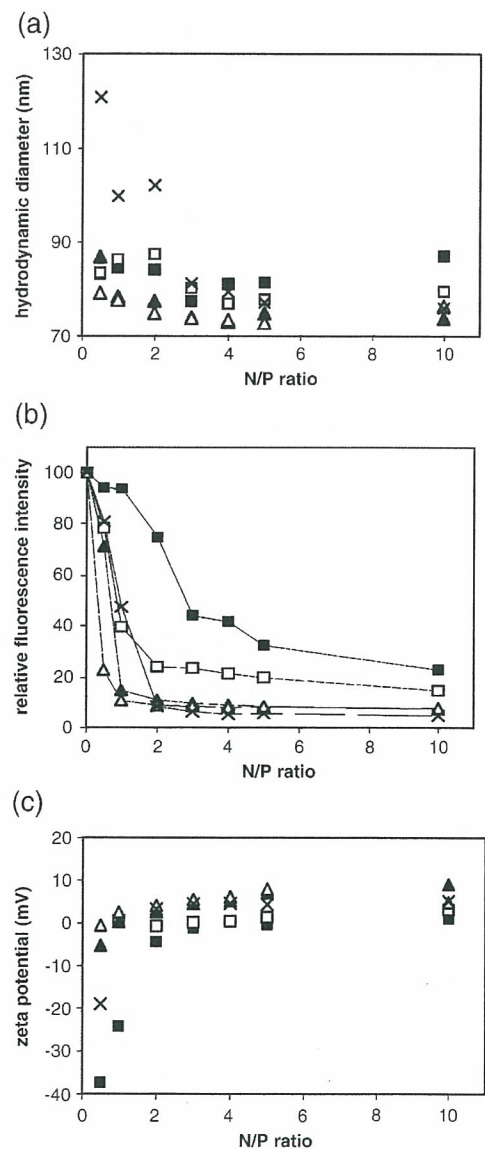 (a)
130
110
90
70
hydrodynamic diameter (nm)
0 2 4 6 8 10
N/P ratio
(b)
100
80
60
40
20
0
relative fluorescence intensity
0 2 4 6 8 10
N/P ratio
(c)
20
10
0
-10
-20
-30
-40
zeta potential (mV)
0 2 4 6 8 10
N/P ratio